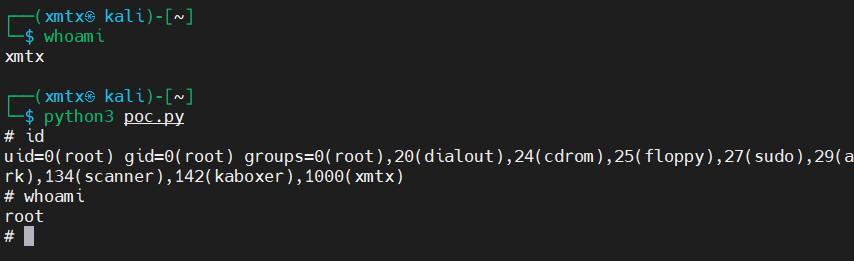 ┌──(xmtx㉿ kali)-[~]
└─$ whoami
xmtx
┌──(xmtx㉿ kali)-[~]
└─$ python3 poc.py
# id
uid=0(root) gid=0(root) groups=0(root),20(dialout),24(cdrom),25(floppy),27(sudo),29(a
rk),134(scanner),142(kaboxer),1000(xmtx)
# whoami
root
#